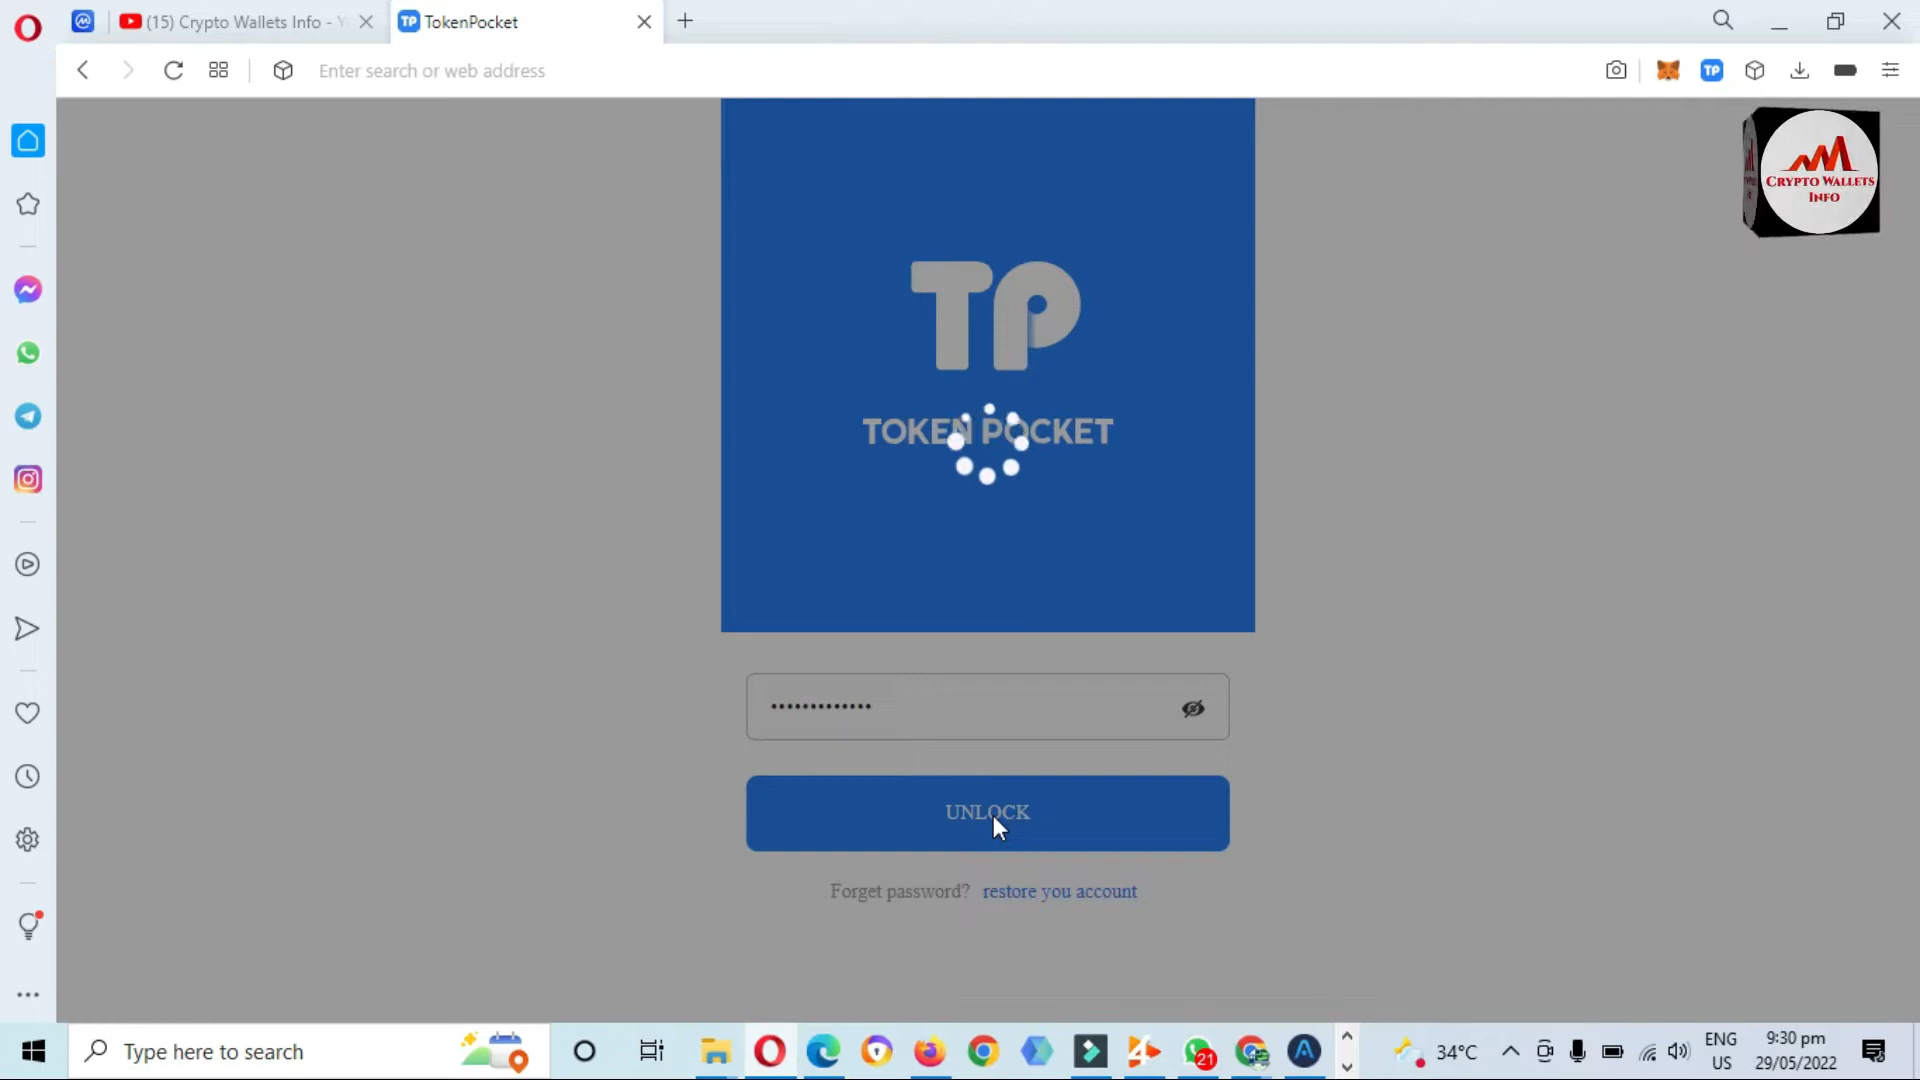 (15) Crypto Wallets Info - Y
TokenPocket
Enter search or web address
TP
CRYPTO WALLETS
INFO
TP
TOKEN POCKET
•••••••••••••
UNLOCK
Forget password? restore you account
Type here to search
21
34°C
ENG
US
9:30 pm
29/05/2022